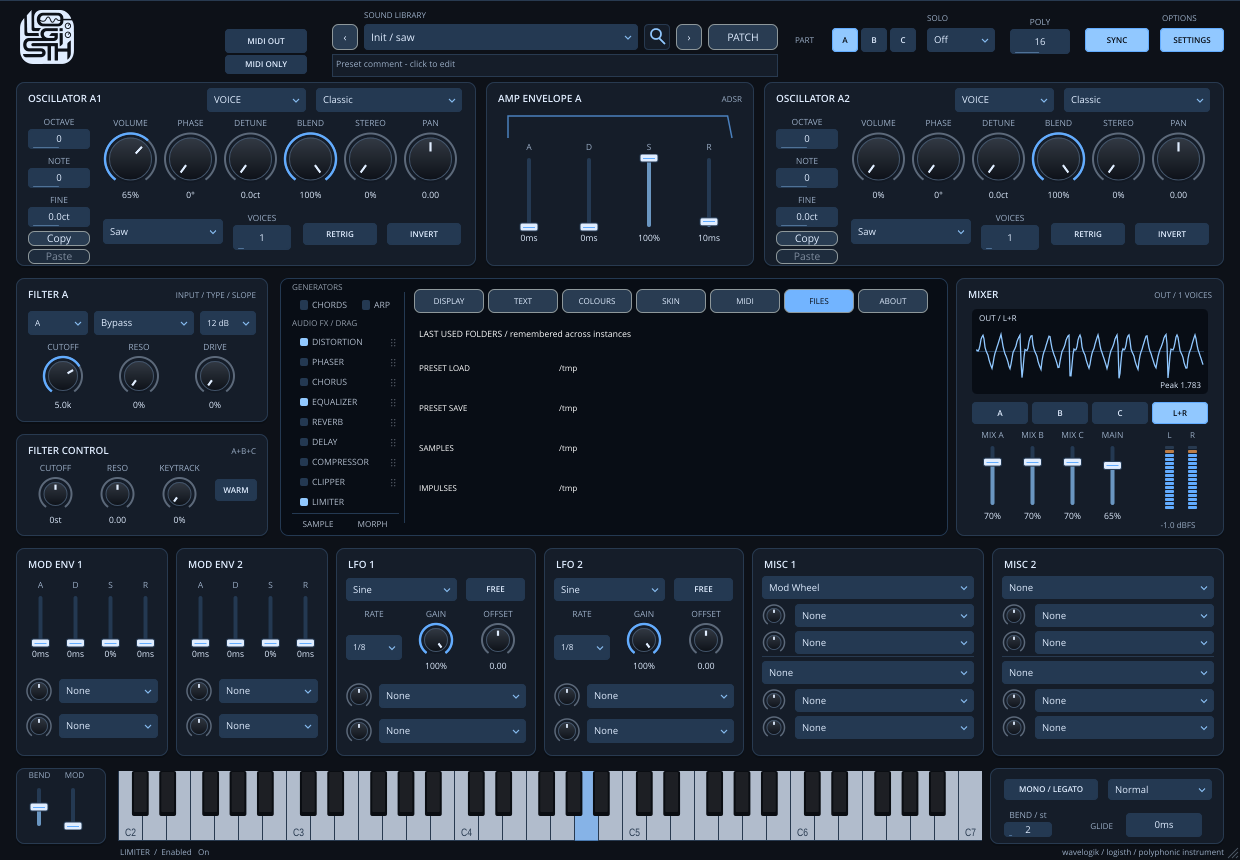 LOGISTH
MIDI OUT
MIDI ONLY
SOUND LIBRARY
‹ Init / saw › PATCH
Preset comment - click to edit
PART A B C
SOLO
Off
POLY
16
SYNC
OPTIONS
SETTINGS
OSCILLATOR A1 VOICE Classic
OCTAVE VOLUME PHASE DETUNE BLEND STEREO PAN
0
NOTE
0
65% 0° 0.0ct 100% 0% 0.00
FINE
0.0ct
Copy
Paste
Saw
VOICES
1
RETRIG INVERT
AMP ENVELOPE A ADSR
A D S R
0ms 0ms 100% 10ms
OSCILLATOR A2 VOICE Classic
OCTAVE VOLUME PHASE DETUNE BLEND STEREO PAN
0
NOTE
0
0% 0° 0.0ct 100% 0% 0.00
FINE
0.0ct
Copy
Paste
Saw
VOICES
1
RETRIG INVERT
FILTER A INPUT / TYPE / SLOPE
A Bypass 12 dB
CUTOFF RESO DRIVE
5.0k 0% 0%
FILTER CONTROL A+B+C
CUTOFF RESO KEYTRACK
WARM
0st 0.00 0%
GENERATORS
CHORDS ARP
AUDIO FX / DRAG
DISTORTION
PHASER
CHORUS
EQUALIZER
REVERB
DELAY
COMPRESSOR
CLIPPER
LIMITER
SAMPLE MORPH
DISPLAY TEXT COLOURS SKIN MIDI FILES ABOUT
LAST USED FOLDERS / remembered across instances
PRESET LOAD /tmp
PRESET SAVE /tmp
SAMPLES /tmp
IMPULSES /tmp
MIXER OUT / 1 VOICES
OUT / L+R
Peak 1.783
A B C L+R
MIX A MIX B MIX C MAIN L R
70% 70% 70% 65%
-1.0 dBFS
MOD ENV 1
A D S R
0ms 0ms 0% 0ms
None
None
MOD ENV 2
A D S R
0ms 0ms 0% 0ms
None
None
LFO 1
Sine FREE
RATE GAIN OFFSET
1/8
100% 0.00
None
None
LFO 2
Sine FREE
RATE GAIN OFFSET
1/8
100% 0.00
None
None
MISC 1
Mod Wheel
None
None
None
None
None
MISC 2
None
None
None
None
None
None
BEND MOD
C2 C3 C4 C5 C6 C7
MONO / LEGATO Normal
BEND / st
2
GLIDE 0ms
LIMITER / Enabled On
wavelogik / logisth / polyphonic instrument